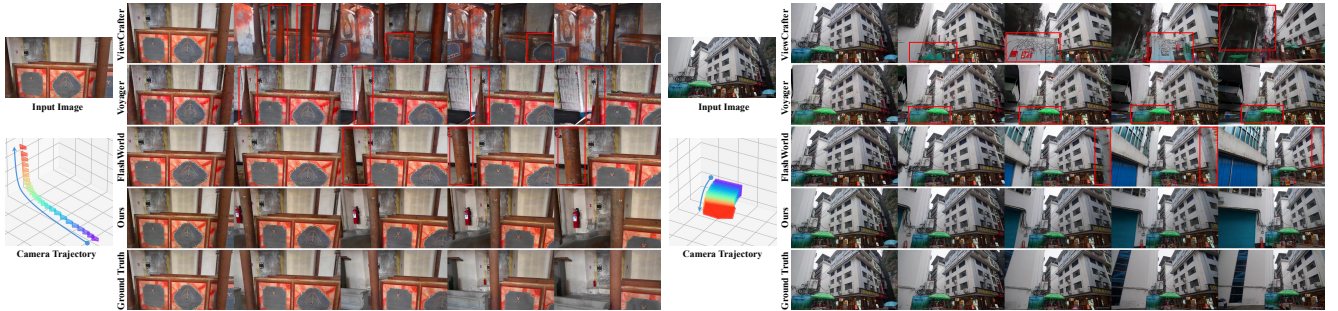 ViewCrafter
Voyager
FlashWorld
Ours
Ground Truth
Input Image
Camera Trajectory
ViewCrafter
Voyager
FlashWorld
Ours
Ground Truth
Input Image
Camera Trajectory